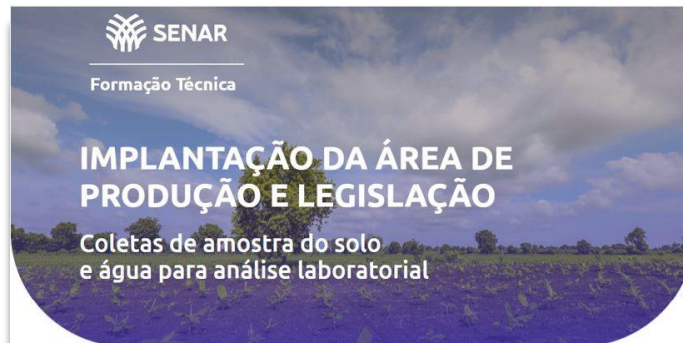 SENAR
Formação Técnica
IMPLANTAÇÃO DA ÁREA DE
PRODUÇÃO E LEGISLAÇÃO
Coletas de amostra do solo
e água para análise laboratorial